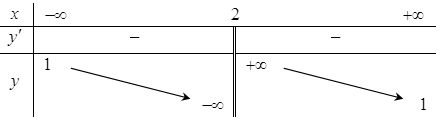 x −∞ 2 +∞
y′ − −
1 +∞
y
−∞ 1